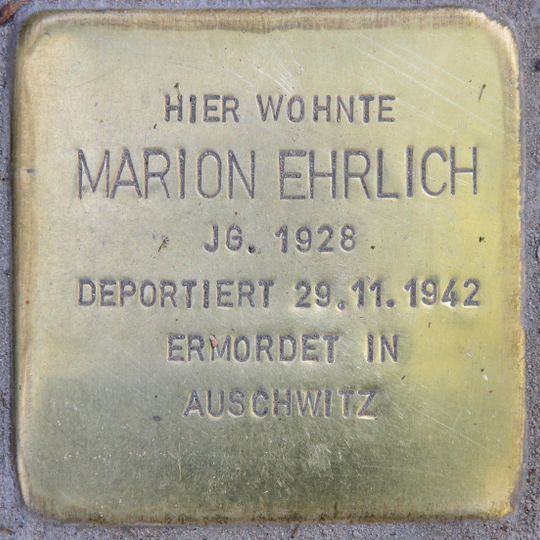 HIER WOHNTE
MARION EHRLICH
JG. 1928
DEPORTIERT 29.11.1942
ERMORDET IN
AUSCHWITZ